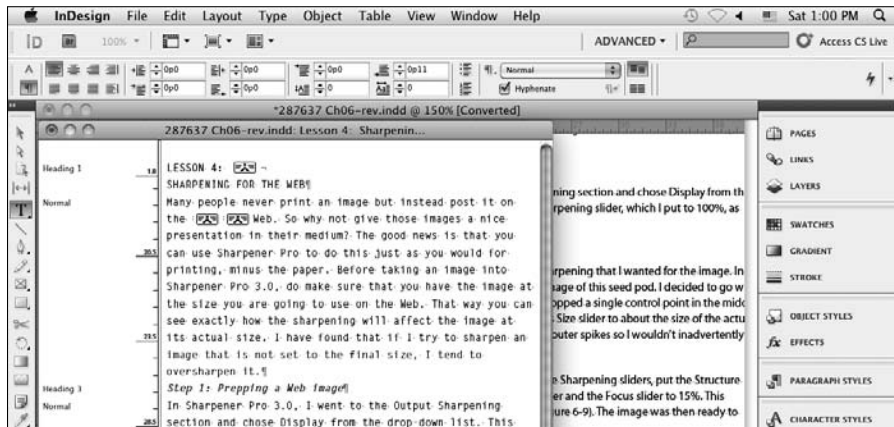 InDesign File Edit Layout Type Object Table View Window Help Sat 1:00 PM
ID Br 100% ADVANCED Access CS Live
A 0p0 0p0 0p0 0p11 Normal
0p0 0p0 0 0 Hyphenate
*287637 Ch06-rev.indd @ 150% [Converted]
287637 Ch06-rev.indd: Lesson 4: Sharpenin...
Heading 1
LESSON 4:
SHARPENING FOR THE WEB
Normal
Many people never print an image but instead post it on
the Web. So why not give those images a nice
presentation in their medium? The good news is that you
20.5
can use Sharpener Pro to do this just as you would for
printing, minus the paper. Before taking an image into
Sharpener Pro 3.0, do make sure that you have the image at
the size you are going to use on the Web. That way you can
see exactly how the sharpening will affect the image at
23.5
its actual size. I have found that if I try to sharpen an
image that is not set to the final size, I tend to
oversharpen it.
Heading 3
Step 1: Prepping a Web image
Normal
In Sharpener Pro 3.0, I went to the Output Sharpening
28.5
section and chose Display from the drop-down list. This
ning section and chose Display from th
rpening slider, which I put to 100%, as
rpening that I wanted for the image. In
nage of this seed pod. I decided to go w
opped a single control point in the midd
Size slider to about the size of the actu
outer spikes so I wouldn't inadvertently
e Sharpening sliders, put the Structure
er and the Focus slider to 15%. This
ure 6-9). The image was then ready to
PAGES
LINKS
LAYERS
SWATCHES
GRADIENT
STROKE
OBJECT STYLES
fx EFFECTS
PARAGRAPH STYLES
CHARACTER STYLES